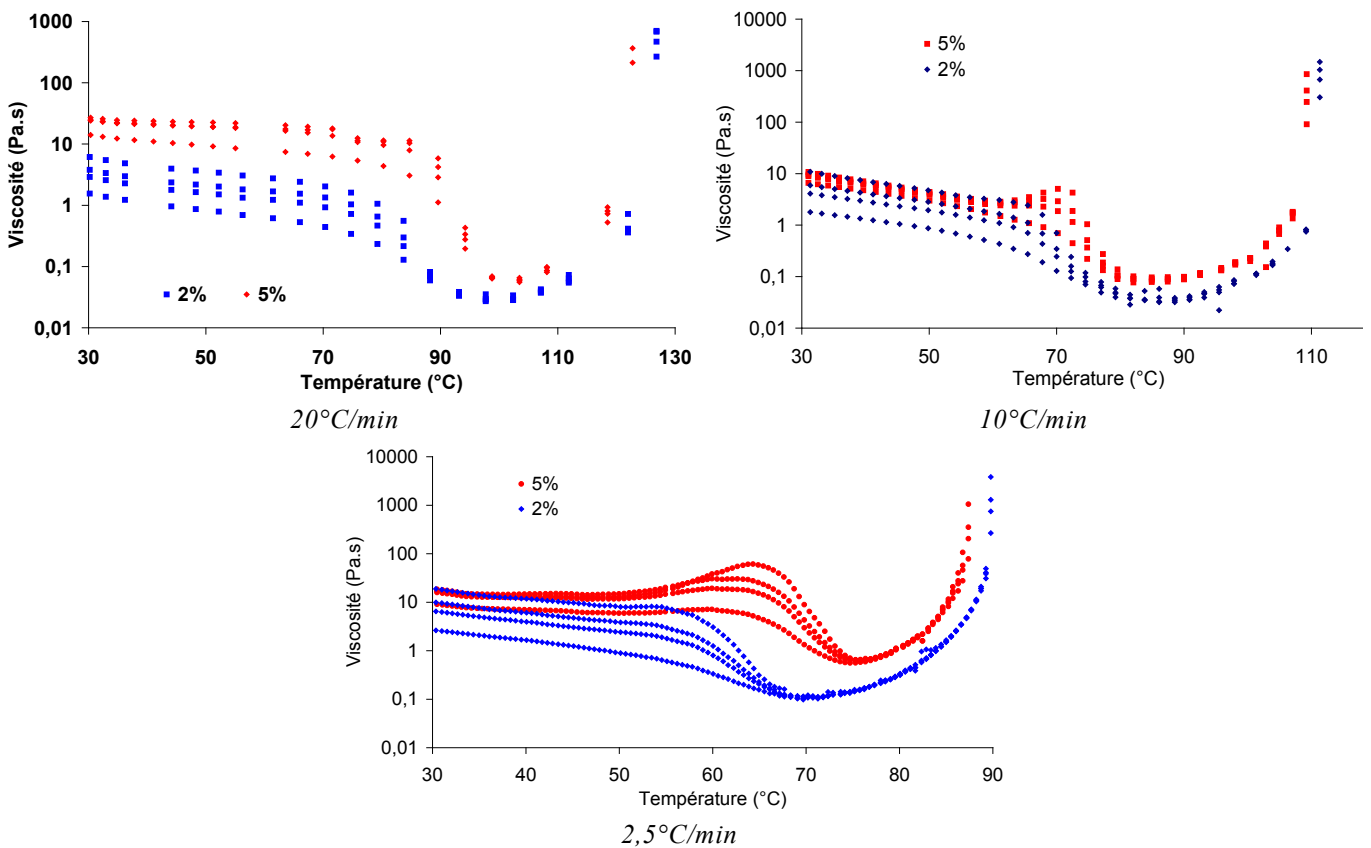 1000
100
10
1
0,1
0,01
Viscosité (Pa.s)
2% 5%
30 50 70 90 110 130
Température (°C)
20°C/min
10000
1000
100
10
1
0,1
0,01
Viscosité (Pa.s)
5%
2%
30 50 70 90 110
Température (°C)
10°C/min
10000
1000
100
10
1
0,1
0,01
Viscosité (Pa.s)
5%
2%
30 40 50 60 70 80 90
Température (°C)
2,5°C/min